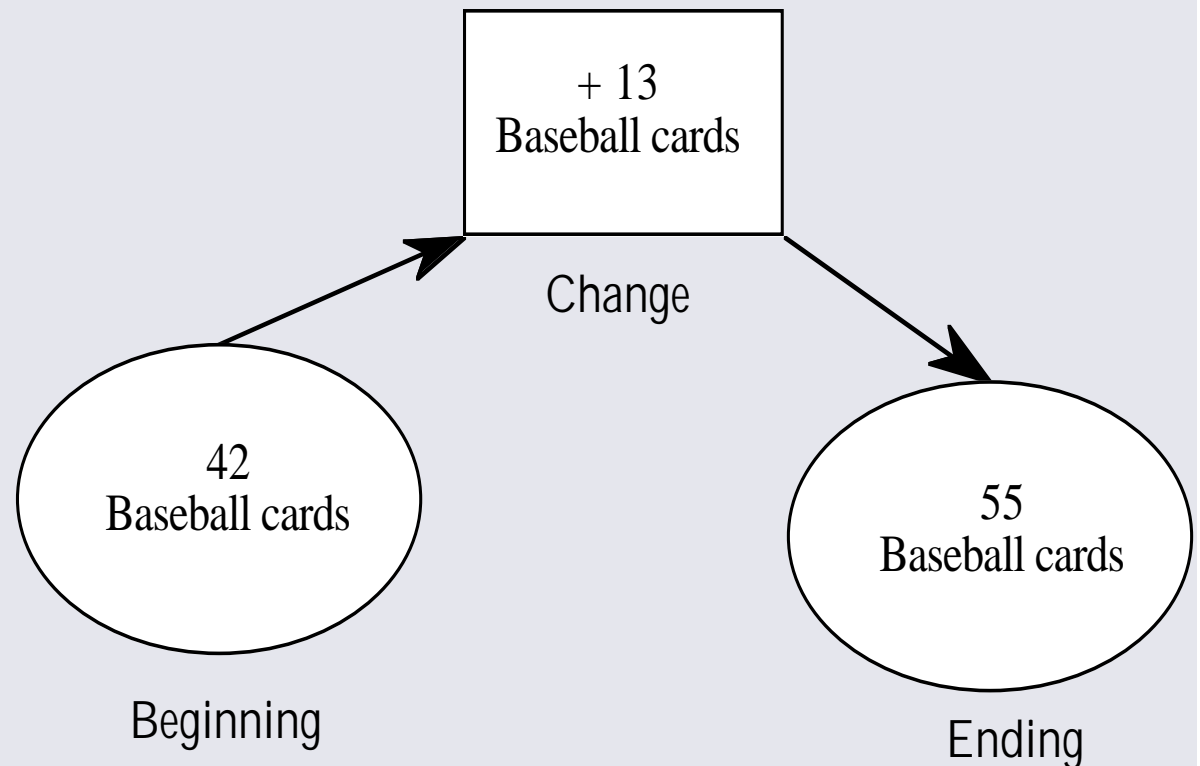 + 13
Baseball cards
Change
42
Baseball cards
Beginning
55
Baseball cards
Ending